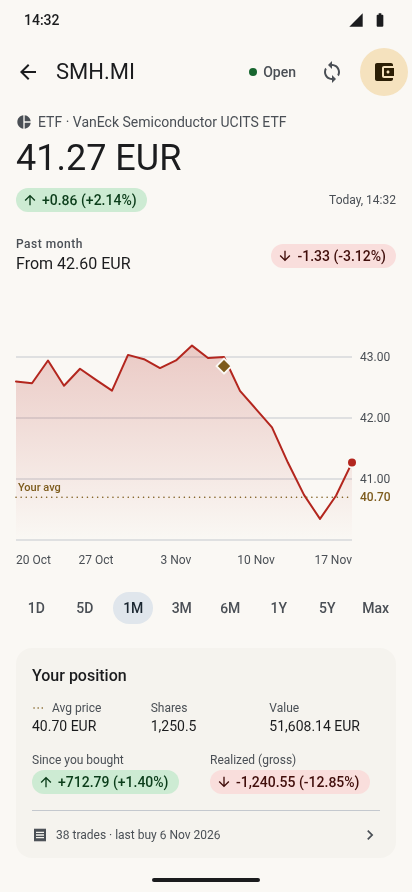 14:32
SMH.MI
Open
ETF · VanEck Semiconductor UCITS ETF
41.27 EUR
+0.86 (+2.14%)
Today, 14:32
Past month
From 42.60 EUR
-1.33 (-3.12%)
43.00
42.00
41.00
Your avg
40.70
20 Oct 27 Oct 3 Nov 10 Nov 17 Nov
1D 5D 1M 3M 6M 1Y 5Y Max
Your position
Avg price Shares Value
40.70 EUR 1,250.5 51,608.14 EUR
Since you bought Realized (gross)
+712.79 (+1.40%) -1,240.55 (-12.85%)
38 trades · last buy 6 Nov 2026